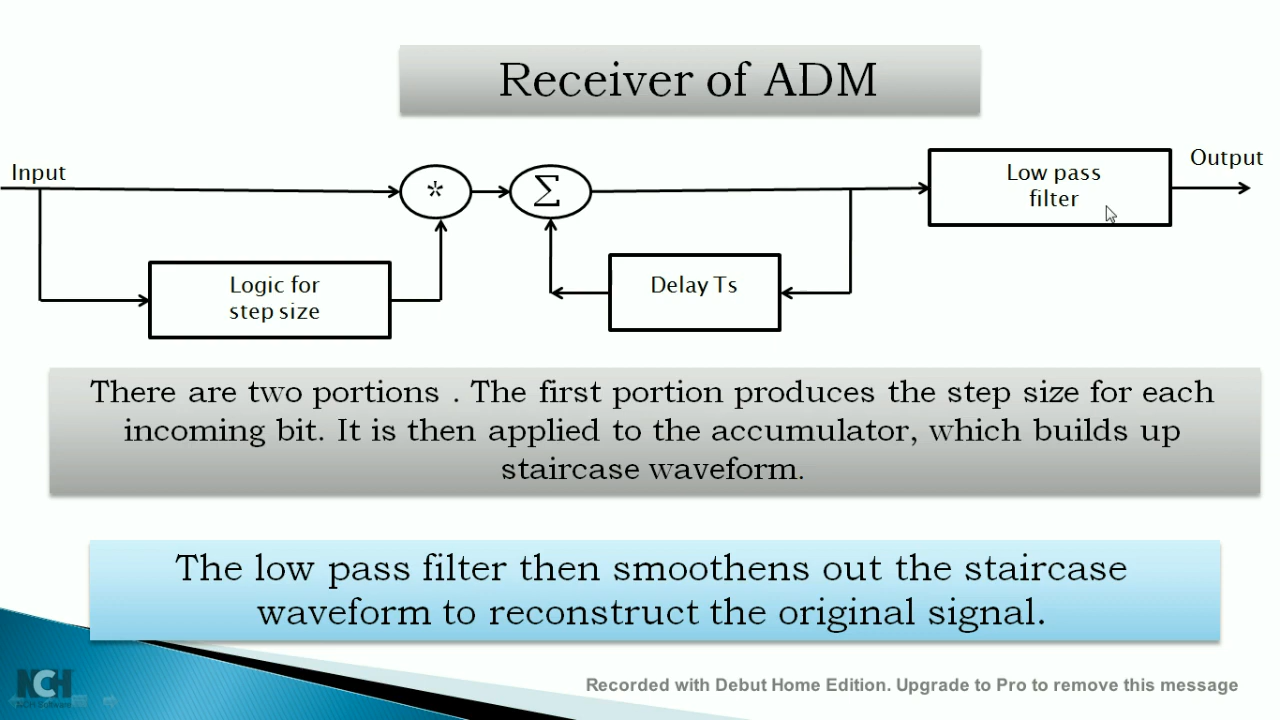 Receiver of ADM
Input
*
Σ
Low pass
filter
Output
Logic for
step size
Delay Ts
There are two portions . The first portion produces the step size for each
incoming bit. It is then applied to the accumulator, which builds up
staircase waveform.
The low pass filter then smoothens out the staircase
waveform to reconstruct the original signal.
NCH
NCH Software
Recorded with Debut Home Edition. Upgrade to Pro to remove this message